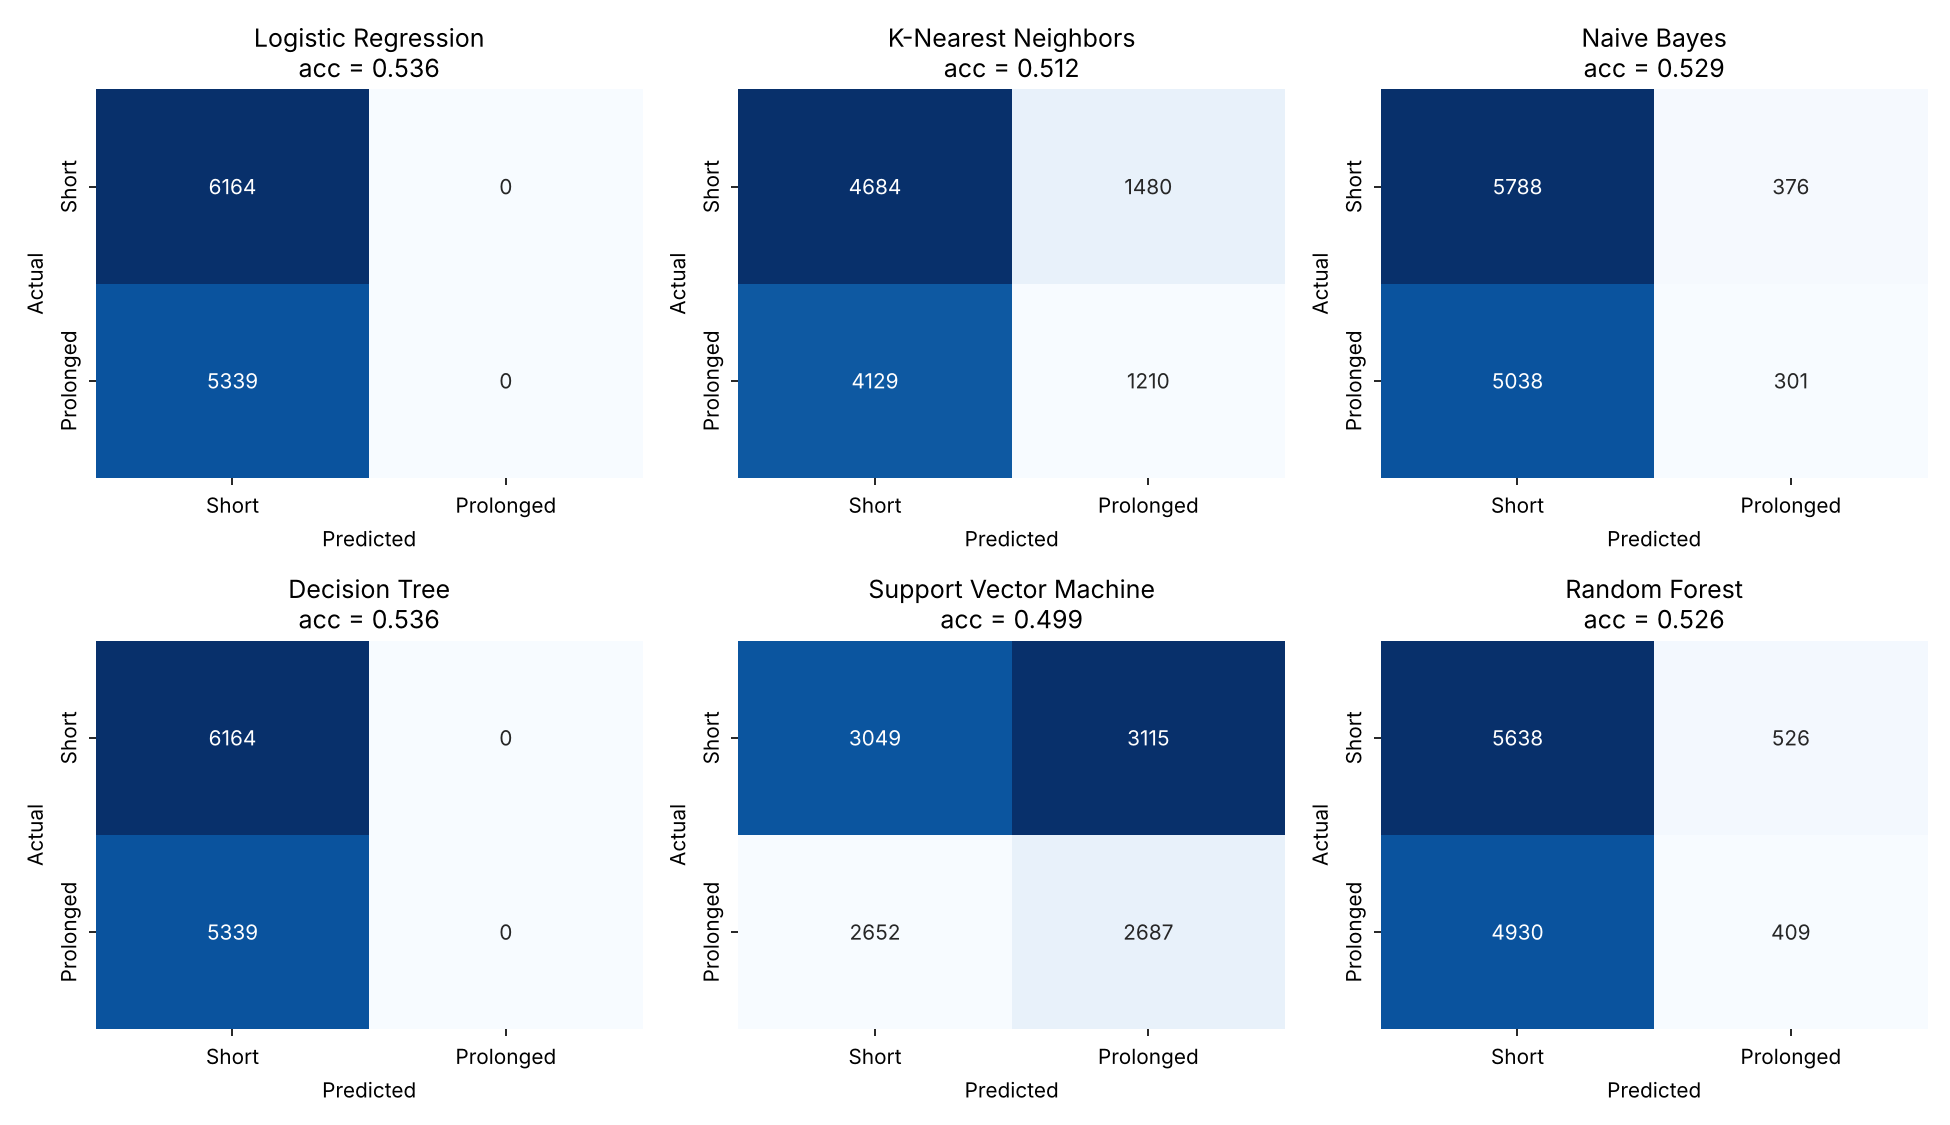 Logistic Regression
acc = 0.536
Actual
Short
Prolonged
6164
0
5339
0
Short
Prolonged
Predicted
K-Nearest Neighbors
acc = 0.512
Actual
Short
Prolonged
4684
1480
4129
1210
Short
Prolonged
Predicted
Naive Bayes
acc = 0.529
Actual
Short
Prolonged
5788
376
5038
301
Short
Prolonged
Predicted
Decision Tree
acc = 0.536
Actual
Short
Prolonged
6164
0
5339
0
Short
Prolonged
Predicted
Support Vector Machine
acc = 0.499
Actual
Short
Prolonged
3049
3115
2652
2687
Short
Prolonged
Predicted
Random Forest
acc = 0.526
Actual
Short
Prolonged
5638
526
4930
409
Short
Prolonged
Predicted